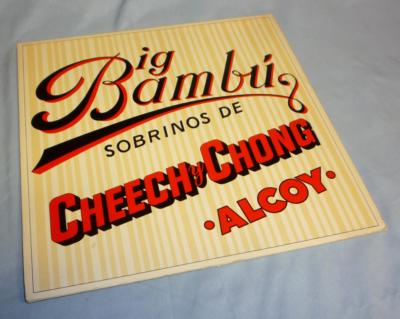 Big
Bambú
SOBRINOS DE
CHEECH y CHONG
·ALCOY·